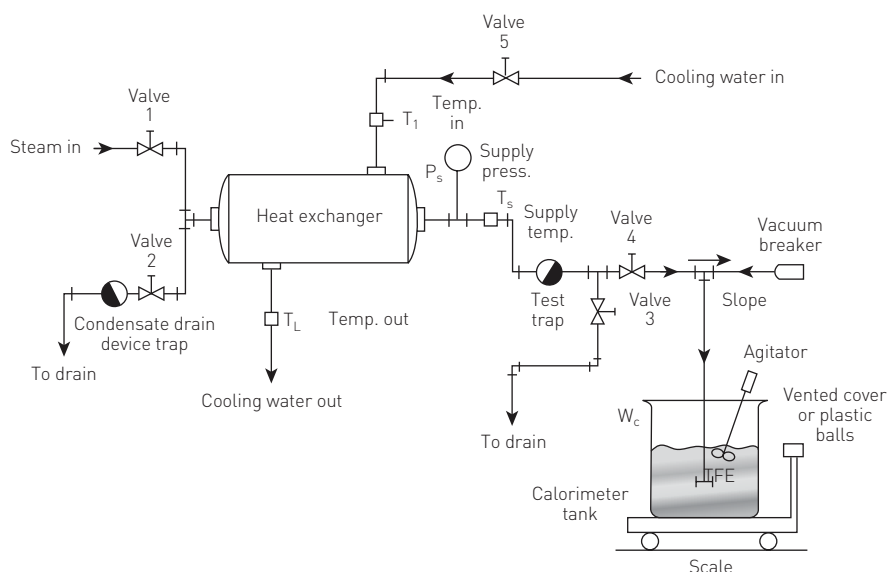 Valve
5
Cooling water in
Temp.
in
T1
Valve
1
Steam in
Supply
press.
Ps
Ts
Heat exchanger
Supply
temp.
Valve
4
Vacuum
breaker
Valve
2
Test
trap
Valve
3
Slope
Condensate drain
device trap
TL
Temp. out
To drain
Cooling water out
Agitator
Vented cover
or plastic
balls
Wc
To drain
TFE
Calorimeter
tank
Scale